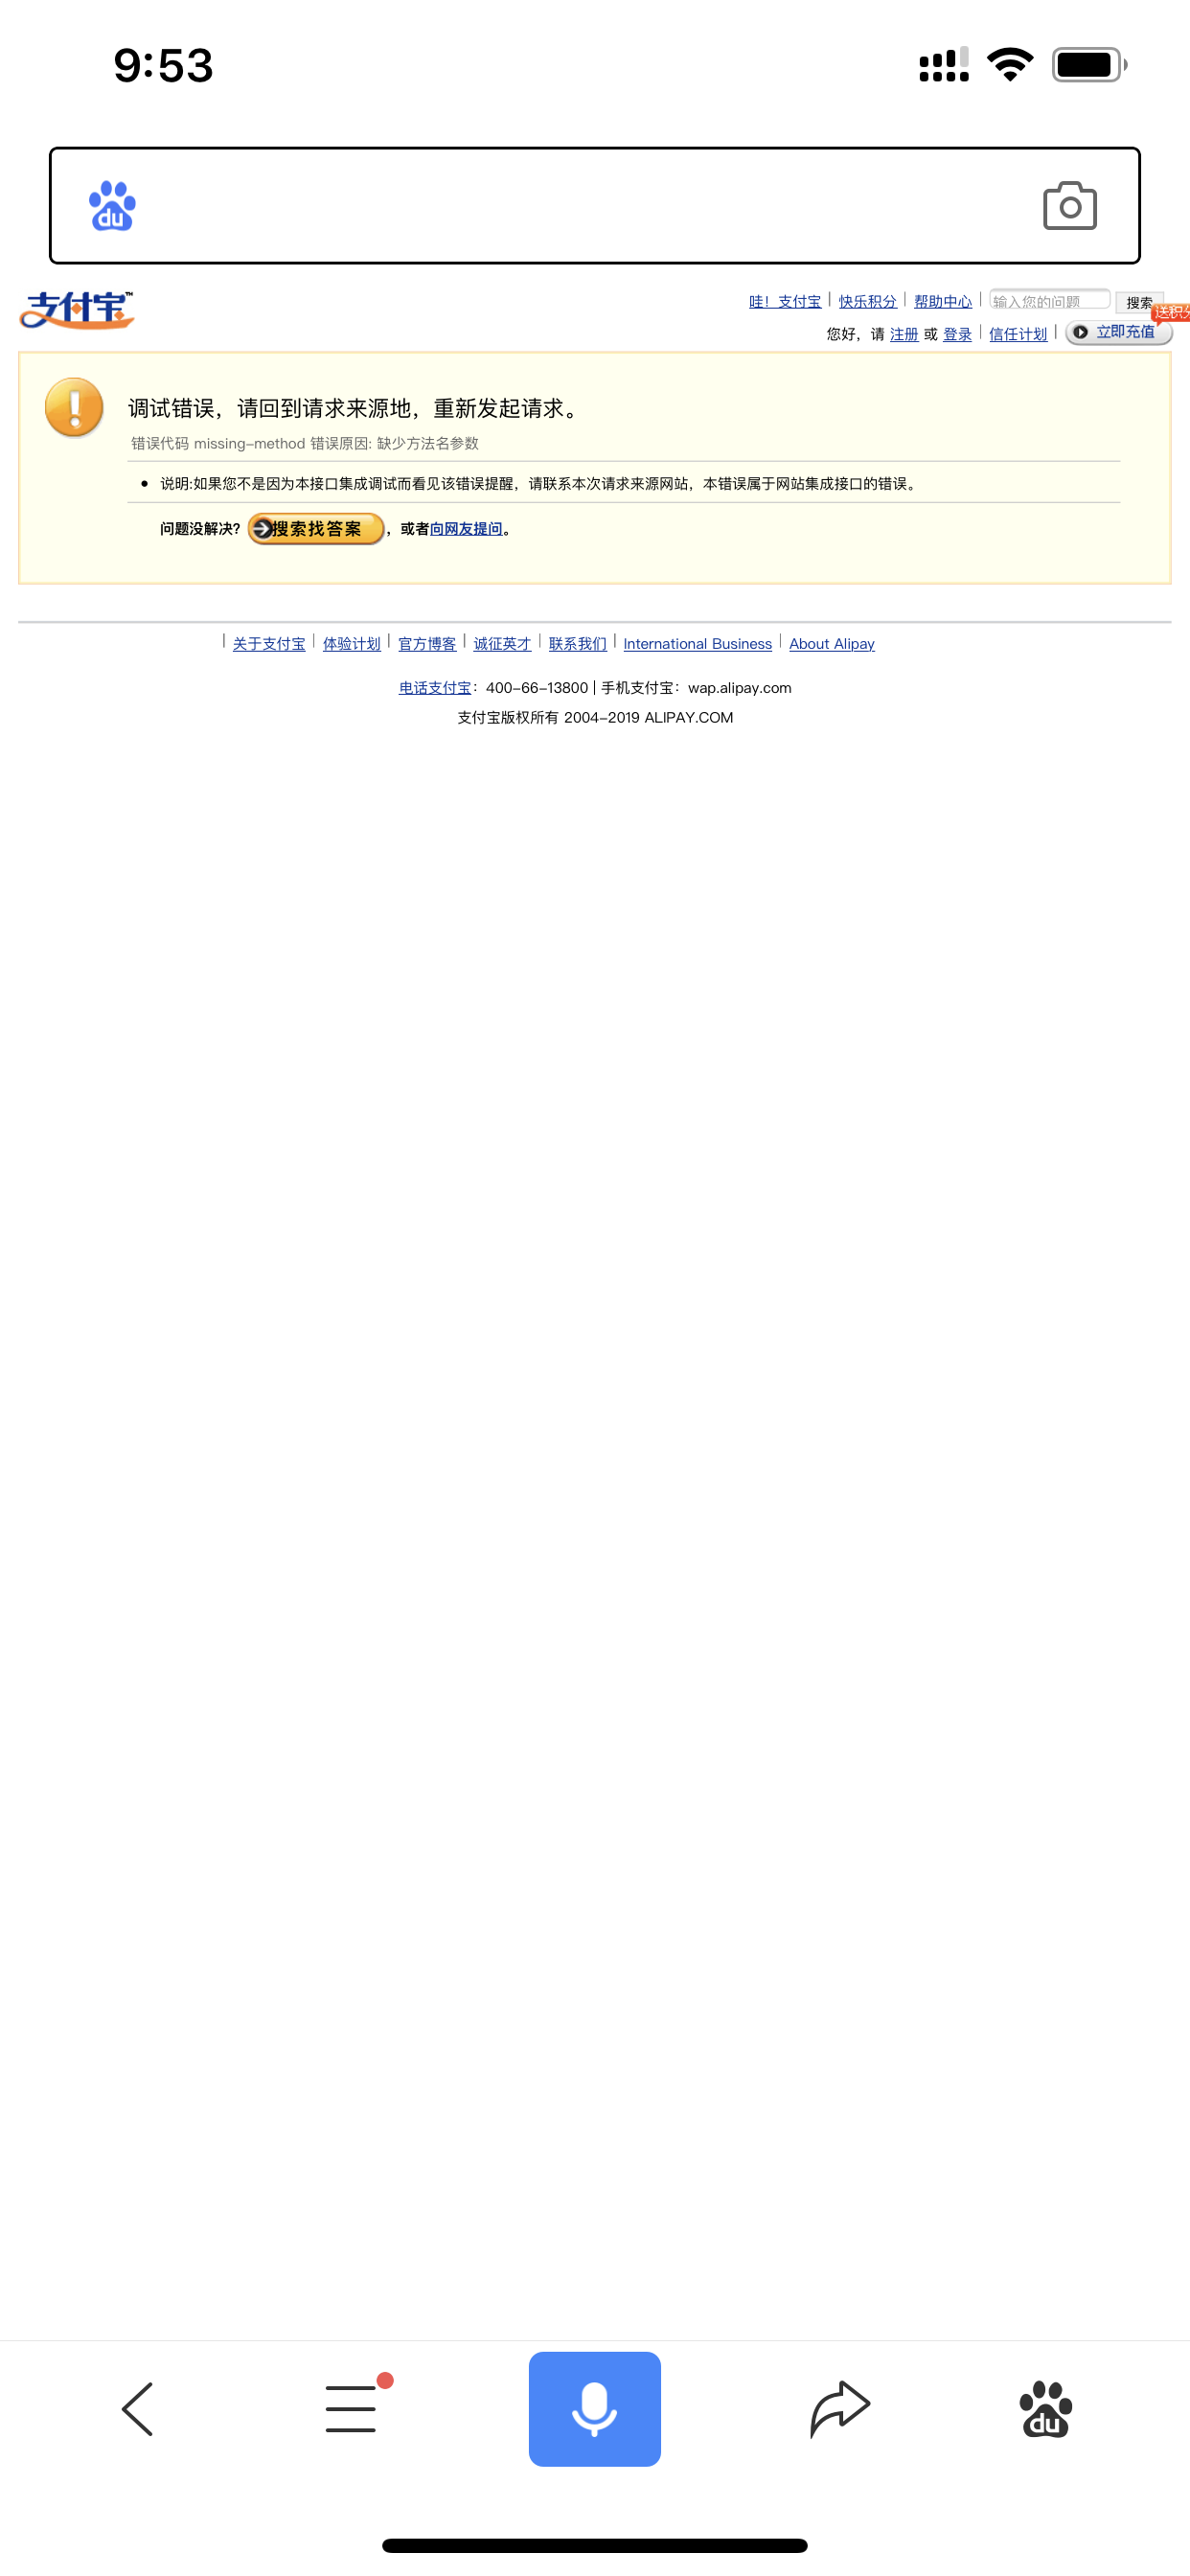 9:53
du
支付宝™
哇！支付宝 | 快乐积分 | 帮助中心 | 输入您的问题 搜索
送积分
您好，请 注册 或 登录 | 信任计划 | 立即充值
调试错误，请回到请求来源地，重新发起请求。
错误代码 missing-method 错误原因: 缺少方法名参数
• 说明:如果您不是因为本接口集成调试而看见该错误提醒，请联系本次请求来源网站，本错误属于网站集成接口的错误。
问题没解决? 搜索找答案，或者向网友提问。
| 关于支付宝 | 体验计划 | 官方博客 | 诚征英才 | 联系我们 | International Business | About Alipay
电话支付宝：400-66-13800 | 手机支付宝：wap.alipay.com
支付宝版权所有 2004-2019 ALIPAY.COM
du